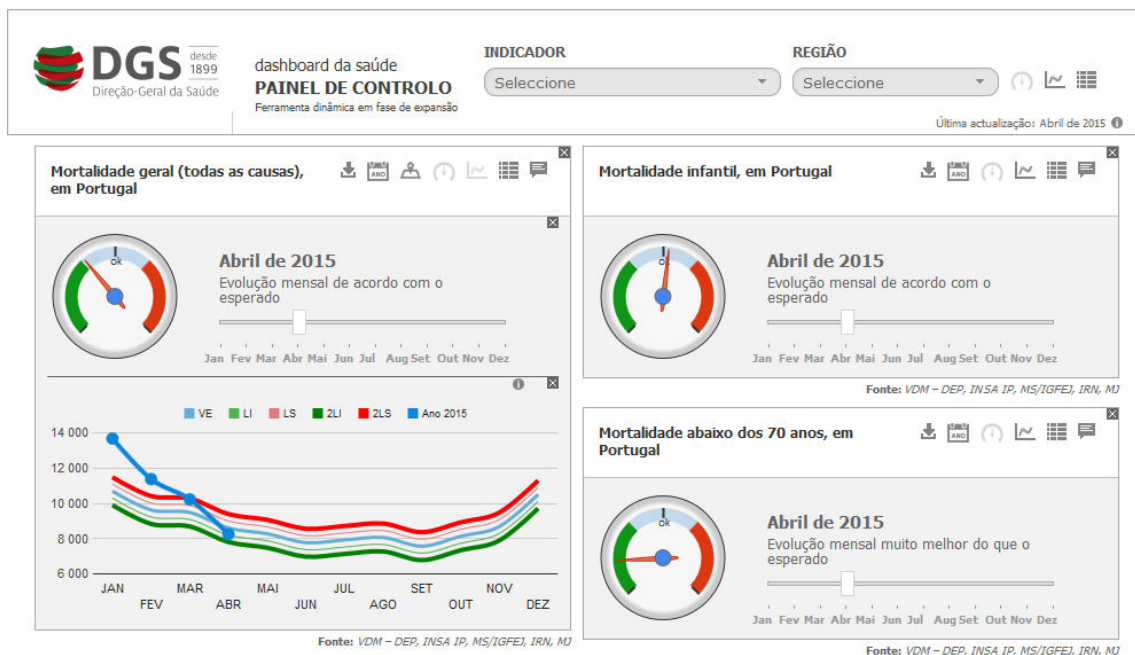 DGS
desde
1899
Direção-Geral da Saúde
dashboard da saúde
PAINEL DE CONTROLO
Ferramenta dinâmica em fase de expansão
INDICADOR
Seleccione
REGIÃO
Seleccione
Última actualização: Abril de 2015
Mortalidade geral (todas as causas),
em Portugal
ANO
ok
Abril de 2015
Evolução mensal de acordo com o
esperado
Jan Fev Mar Abr Mai Jun Jul Aug Set Out Nov Dez
VE LI LS 2LI 2LS Ano 2015
14 000
12 000
10 000
8 000
6 000
JAN MAR MAI JUL SET NOV
FEV ABR JUN AGO OUT DEZ
Fonte: VDM – DEP, INSA IP, MS/IGFEJ, IRN, MJ
Mortalidade infantil, em Portugal
ANO
ok
Abril de 2015
Evolução mensal de acordo com o
esperado
Jan Fev Mar Abr Mai Jun Jul Aug Set Out Nov Dez
Fonte: VDM – DEP, INSA IP, MS/IGFEJ, IRN, MJ
Mortalidade abaixo dos 70 anos, em
Portugal
ANO
ok
Abril de 2015
Evolução mensal muito melhor do que o
esperado
Jan Fev Mar Abr Mai Jun Jul Aug Set Out Nov Dez
Fonte: VDM – DEP, INSA IP, MS/IGFEJ, IRN, MJ